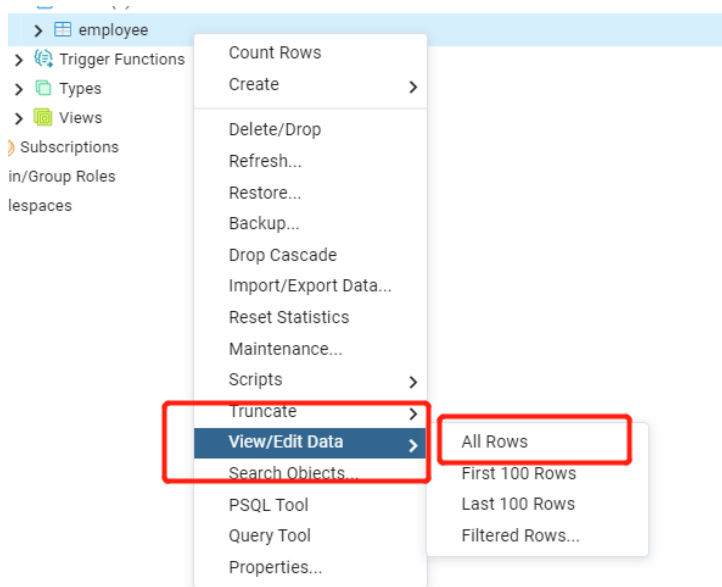 employee
Trigger Functions
Types
Views
Subscriptions
in/Group Roles
lespaces
Count Rows
Create
Delete/Drop
Refresh...
Restore...
Backup...
Drop Cascade
Import/Export Data...
Reset Statistics
Maintenance...
Scripts
Truncate
View/Edit Data
Search Objects...
PSQL Tool
Query Tool
Properties...
All Rows
First 100 Rows
Last 100 Rows
Filtered Rows...